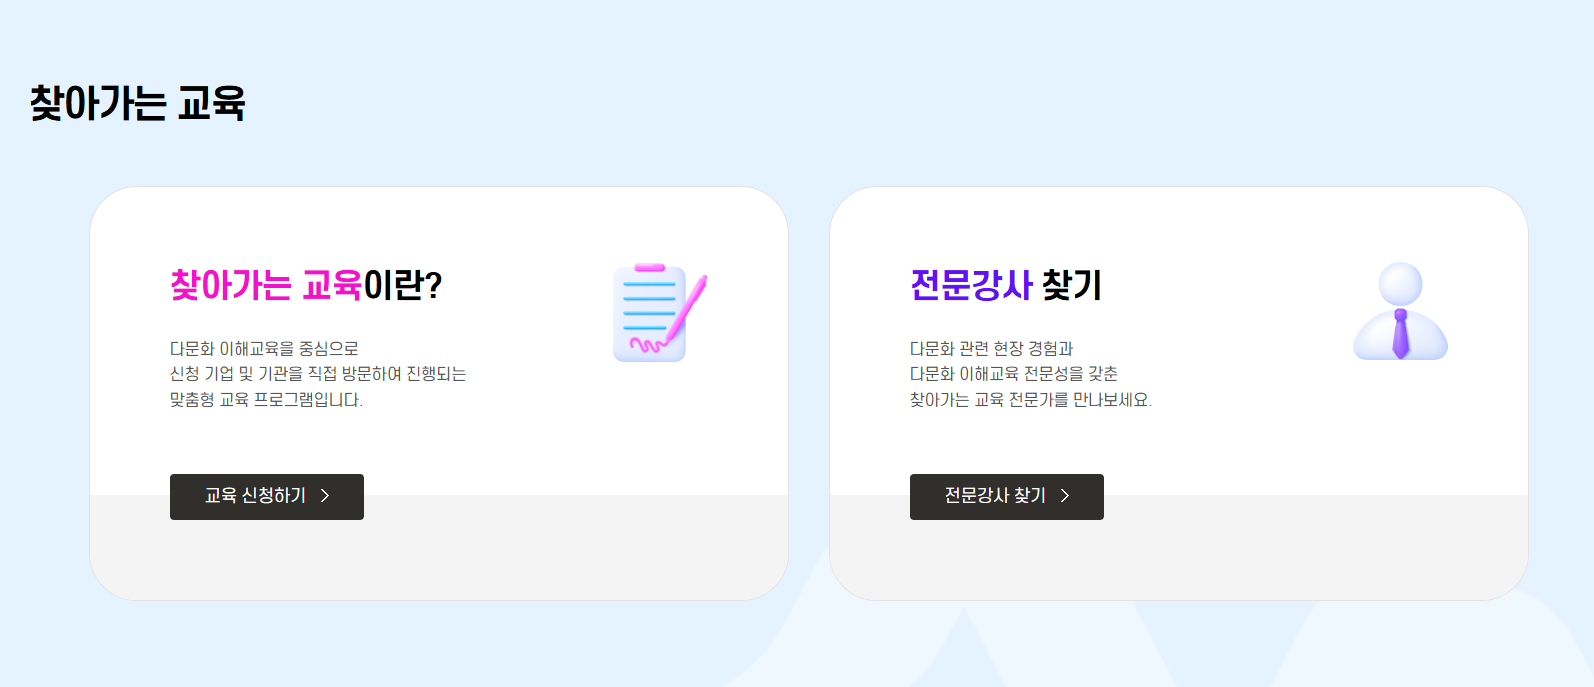 찾아가는 교육
찾아가는 교육이란?
다문화 이해교육을 중심으로
신청 기업 및 기관을 직접 방문하여 진행되는
맞춤형 교육 프로그램입니다.
교육 신청하기
전문강사 찾기
다문화 관련 현장 경험과
다문화 이해교육 전문성을 갖춘
찾아가는 교육 전문가를 만나보세요.
전문강사 찾기